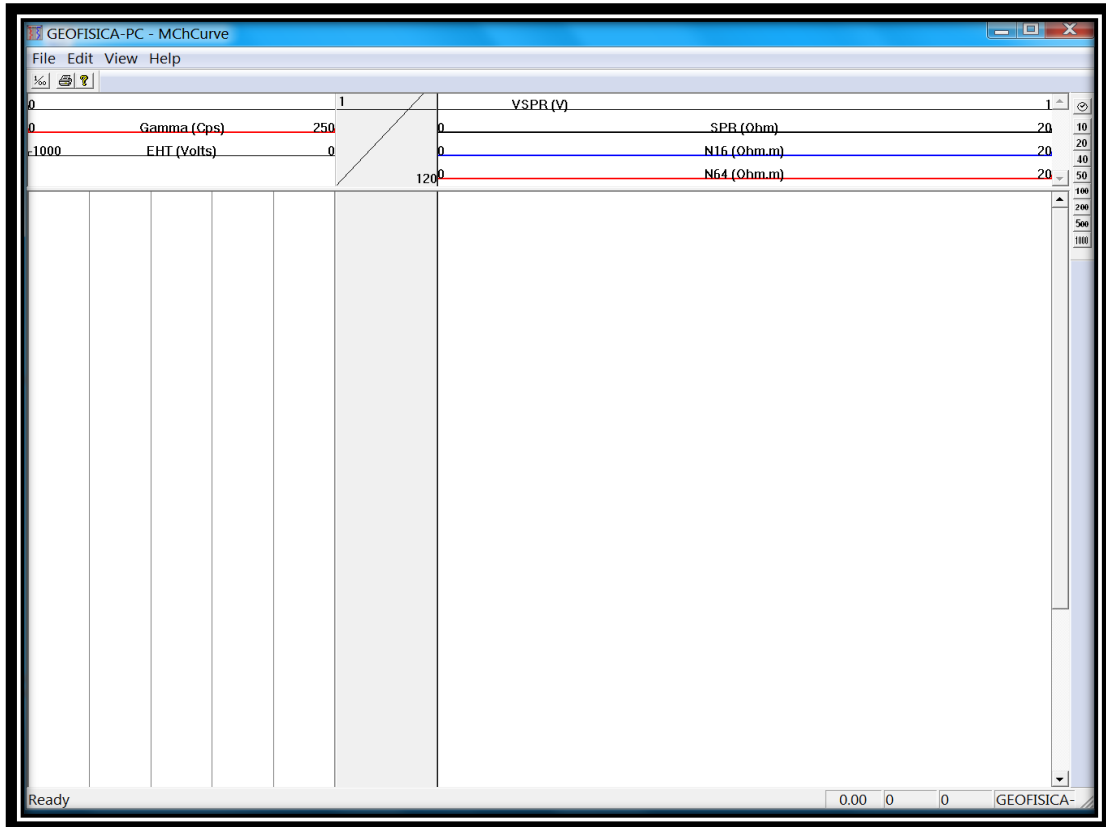 GEOFISICA-PC - MChCurve
File Edit View Help
0 1 VSPR (V) 1
0 Gamma (Cps) 250 0 SPR (Ohm) 20
-1000 EHT (Volts) 0 0 N16 (Ohm.m) 20
120 0 N64 (Ohm.m) 20
10
20
40
50
100
200
500
1000
Ready 0.00 0 0 GEOFISICA-